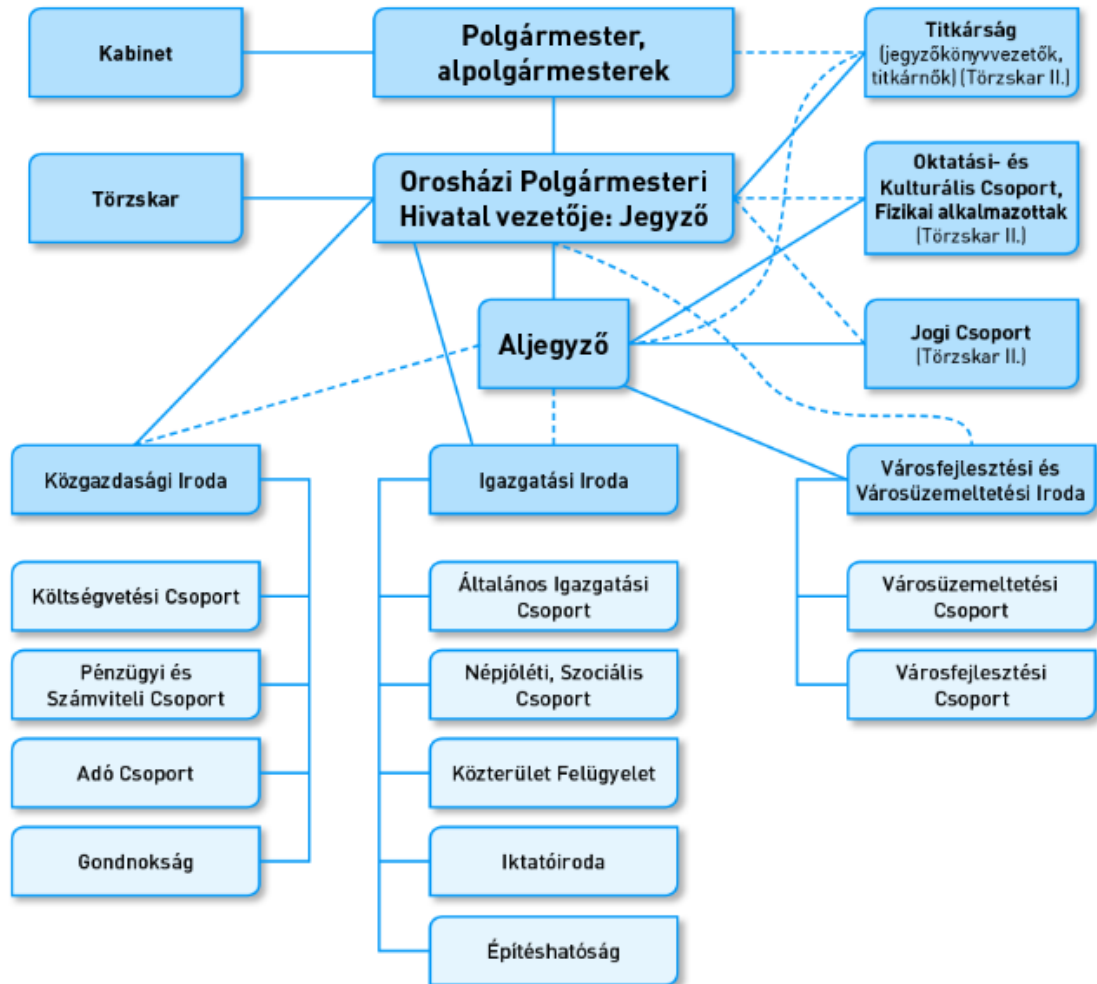 Kabinet
Polgármester,
alpolgármesterek
Titkárság
(jegyzőkönyvvezetők,
titkárnők) (Törzskar II.)
Törzskar
Orosházi Polgármesteri
Hivatal vezetője: Jegyző
Oktatási- és
Kulturális Csoport,
Fizikai alkalmazottak
(Törzskar II.)
Aljegyző
Jogi Csoport
(Törzskar II.)
Közgazdasági Iroda
Igazgatási Iroda
Városfejlesztési és
Városüzemeltetési Iroda
Költségvetési Csoport
Általános Igazgatási
Csoport
Városüzemeltetési
Csoport
Pénzügyi és
Számviteli Csoport
Népjóléti, Szociális
Csoport
Városfejlesztési
Csoport
Adó Csoport
Közterület Felügyelet
Gondnokság
Iktatóiroda
Építéshatóság